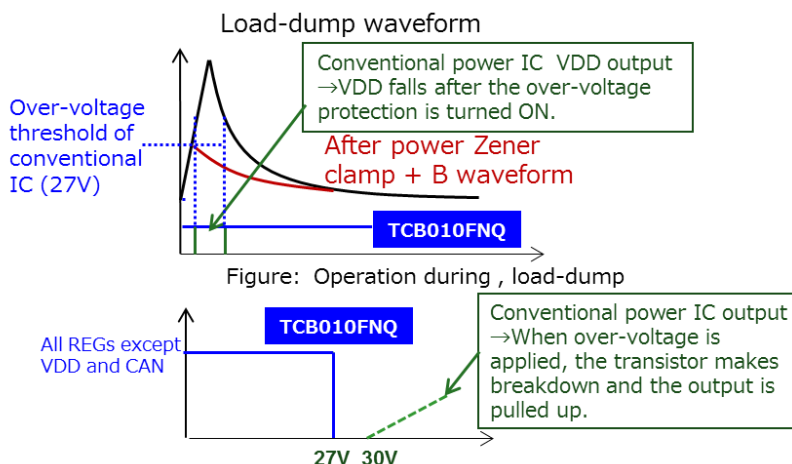 Load-dump waveform
Conventional power IC VDD output
→VDD falls after the over-voltage
protection is turned ON.
Over-voltage
threshold of
conventional
IC (27V)
After power Zener
clamp + B waveform
TCB010FNQ
Figure: Operation during , load-dump
TCB010FNQ
Conventional power IC output
→When over-voltage is
applied, the transistor makes
breakdown and the output is
pulled up.
All REGs except
VDD and CAN
27V 30V